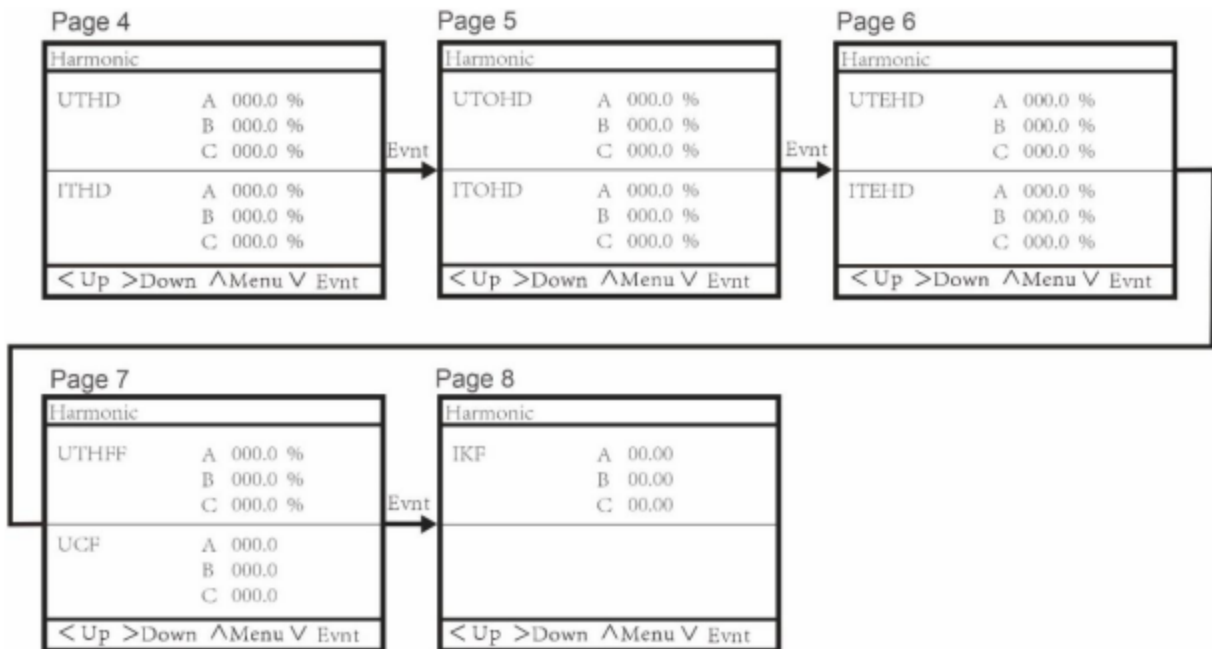 Page 4
Harmonic
UTHD A 000.0 %
B 000.0 %
C 000.0 %
ITHD A 000.0 %
B 000.0 %
C 000.0 %
< Up >Down ∧Menu ∨ Evnt
Evnt
Page 5
Harmonic
UTOHD A 000.0 %
B 000.0 %
C 000.0 %
ITOHD A 000.0 %
B 000.0 %
C 000.0 %
< Up >Down ∧Menu ∨ Evnt
Evnt
Page 6
Harmonic
UTEHD A 000.0 %
B 000.0 %
C 000.0 %
ITEHD A 000.0 %
B 000.0 %
C 000.0 %
< Up >Down ∧Menu ∨ Evnt
Page 7
Harmonic
UTHFF A 000.0 %
B 000.0 %
C 000.0 %
UCF A 000.0
B 000.0
C 000.0
< Up >Down ∧Menu ∨ Evnt
Evnt
Page 8
Harmonic
IKF A 00.00
B 00.00
C 00.00
< Up >Down ∧Menu ∨ Evnt